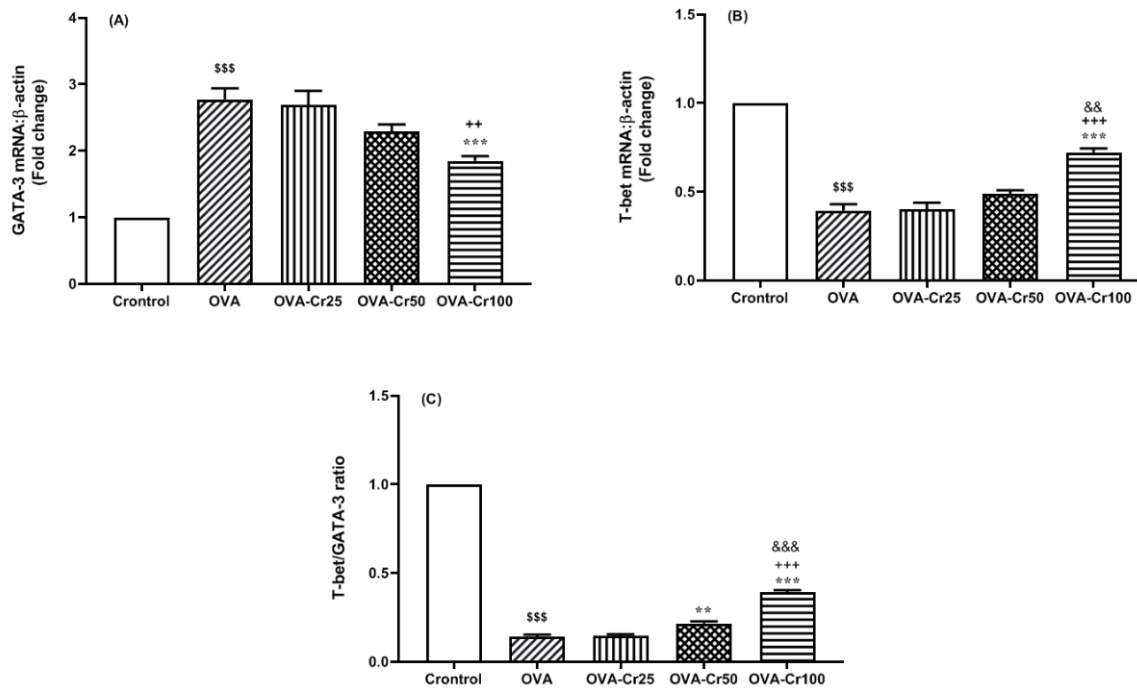 (A)
GATA-3 mRNA:β-actin
(Fold change)
4
3
2
1
0
$$$
++
***
Crontrol OVA OVA-Cr25 OVA-Cr50 OVA-Cr100
(B)
T-bet mRNA:β-actin
(Fold change)
1.5
1.0
0.5
0.0
$$$
&&
+++
***
Crontrol OVA OVA-Cr25 OVA-Cr50 OVA-Cr100
(C)
T-bet/GATA-3 ratio
1.5
1.0
0.5
0.0
$$$
**
&&&
+++
***
Crontrol OVA OVA-Cr25 OVA-Cr50 OVA-Cr100